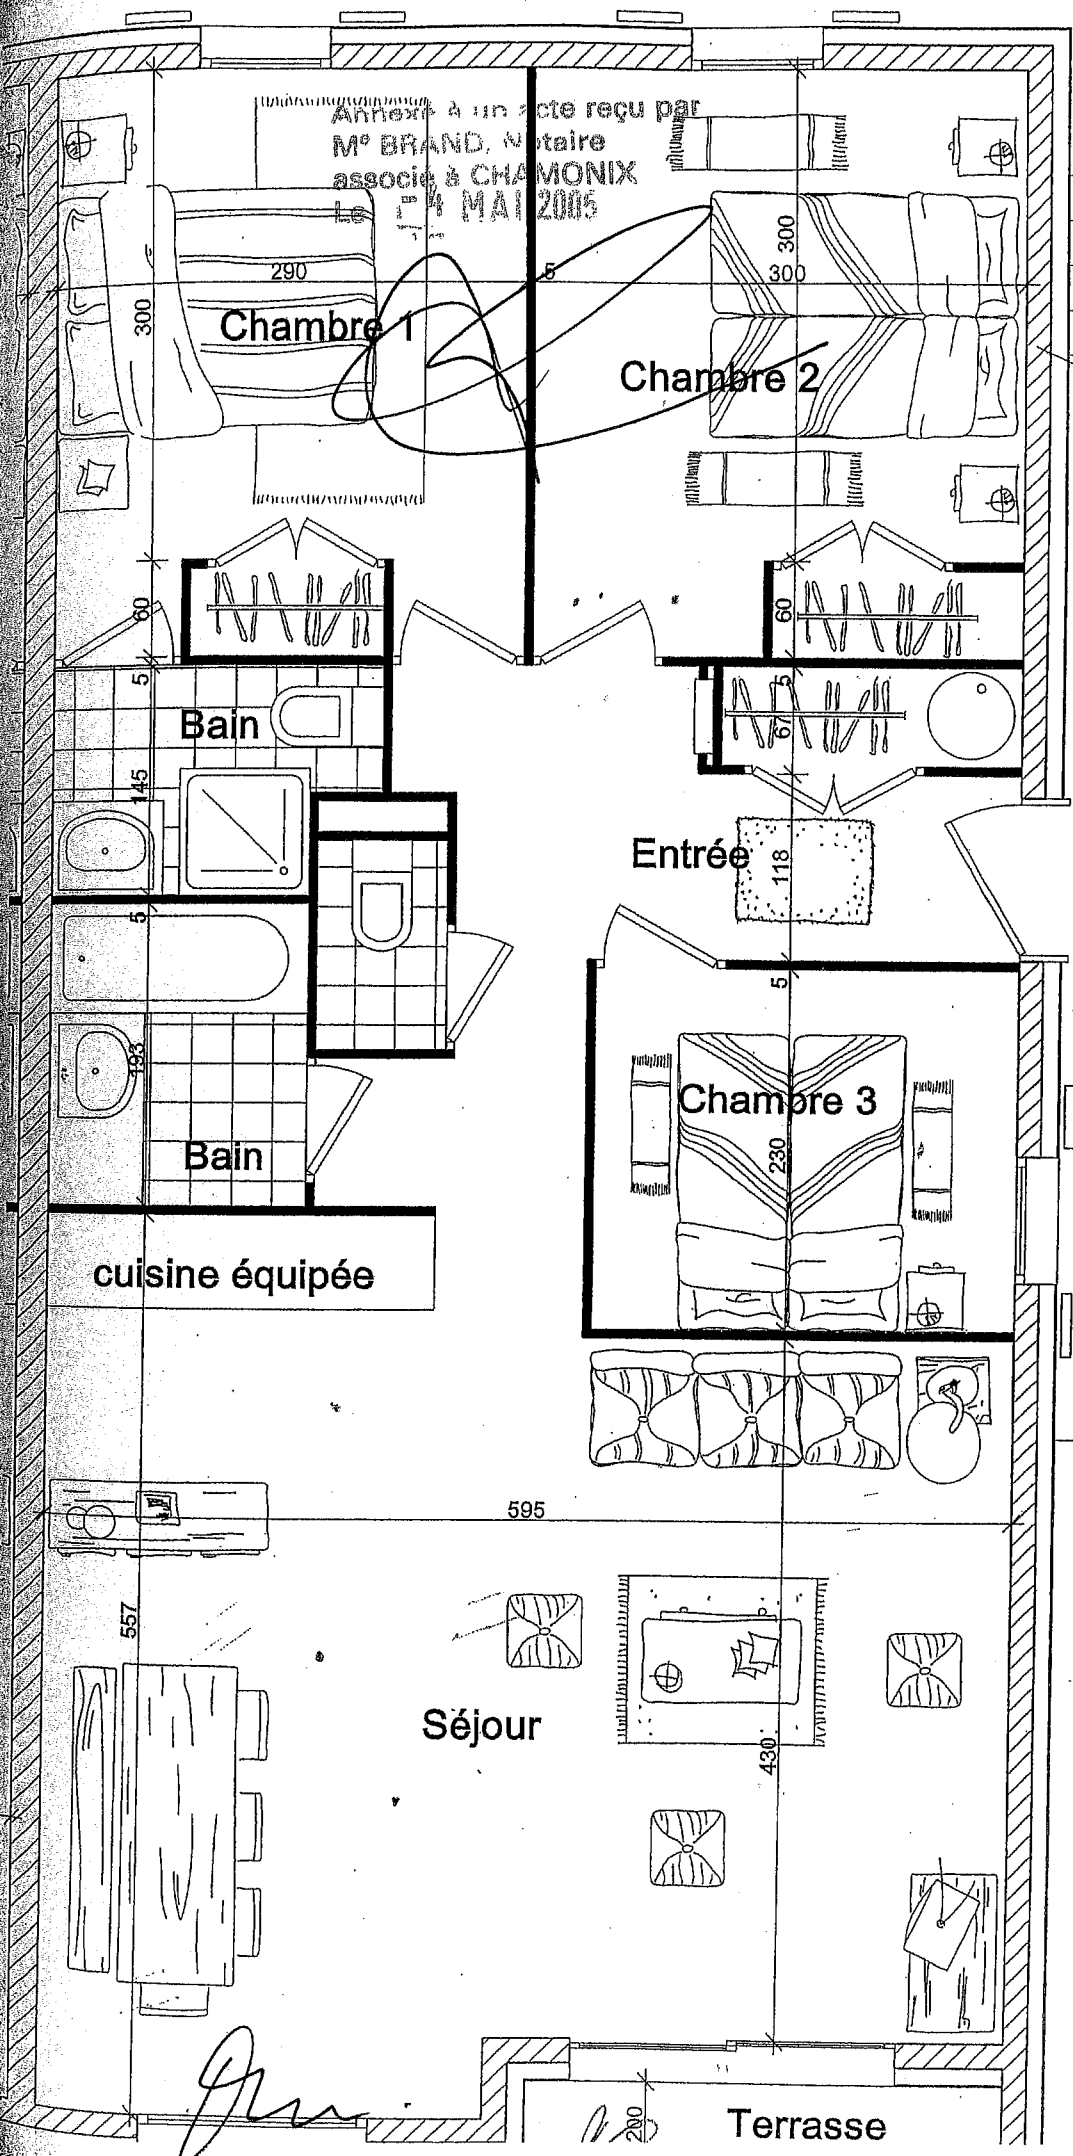 Annexé à un acte reçu par
Me BRAND, Notaire
associé à CHAMONIX
Le 4 MAI 2005
290
5
300
300
300
Chambre 1
Chambre 2
60
60
5
5
Bain
67
145
Entrée
118
5
5
193
Chambre 3
230
Bain
cuisine équipée
595
557
Séjour
430
200
Terrasse